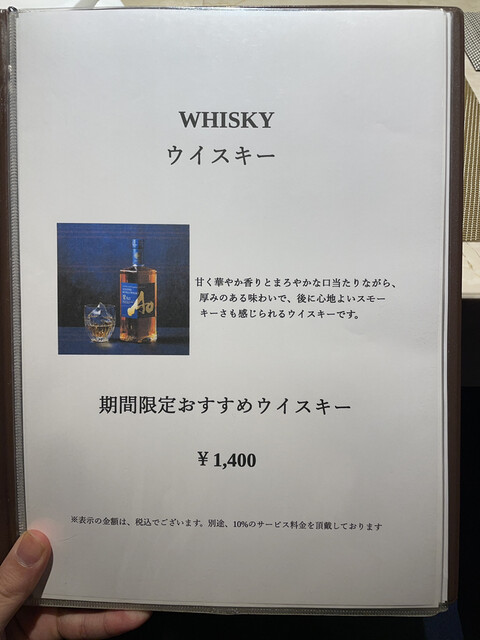 WHISKY
ウイスキー
Ao
甘く華やか香りとまろやかな口当たりながら、
厚みのある味わいで、後に心地よいスモー
キーさも感じられるウイスキーです。
期間限定おすすめウイスキー
￥1,400
※表示の金額は、税込でございます。別途、10%のサービス料金を頂戴しております